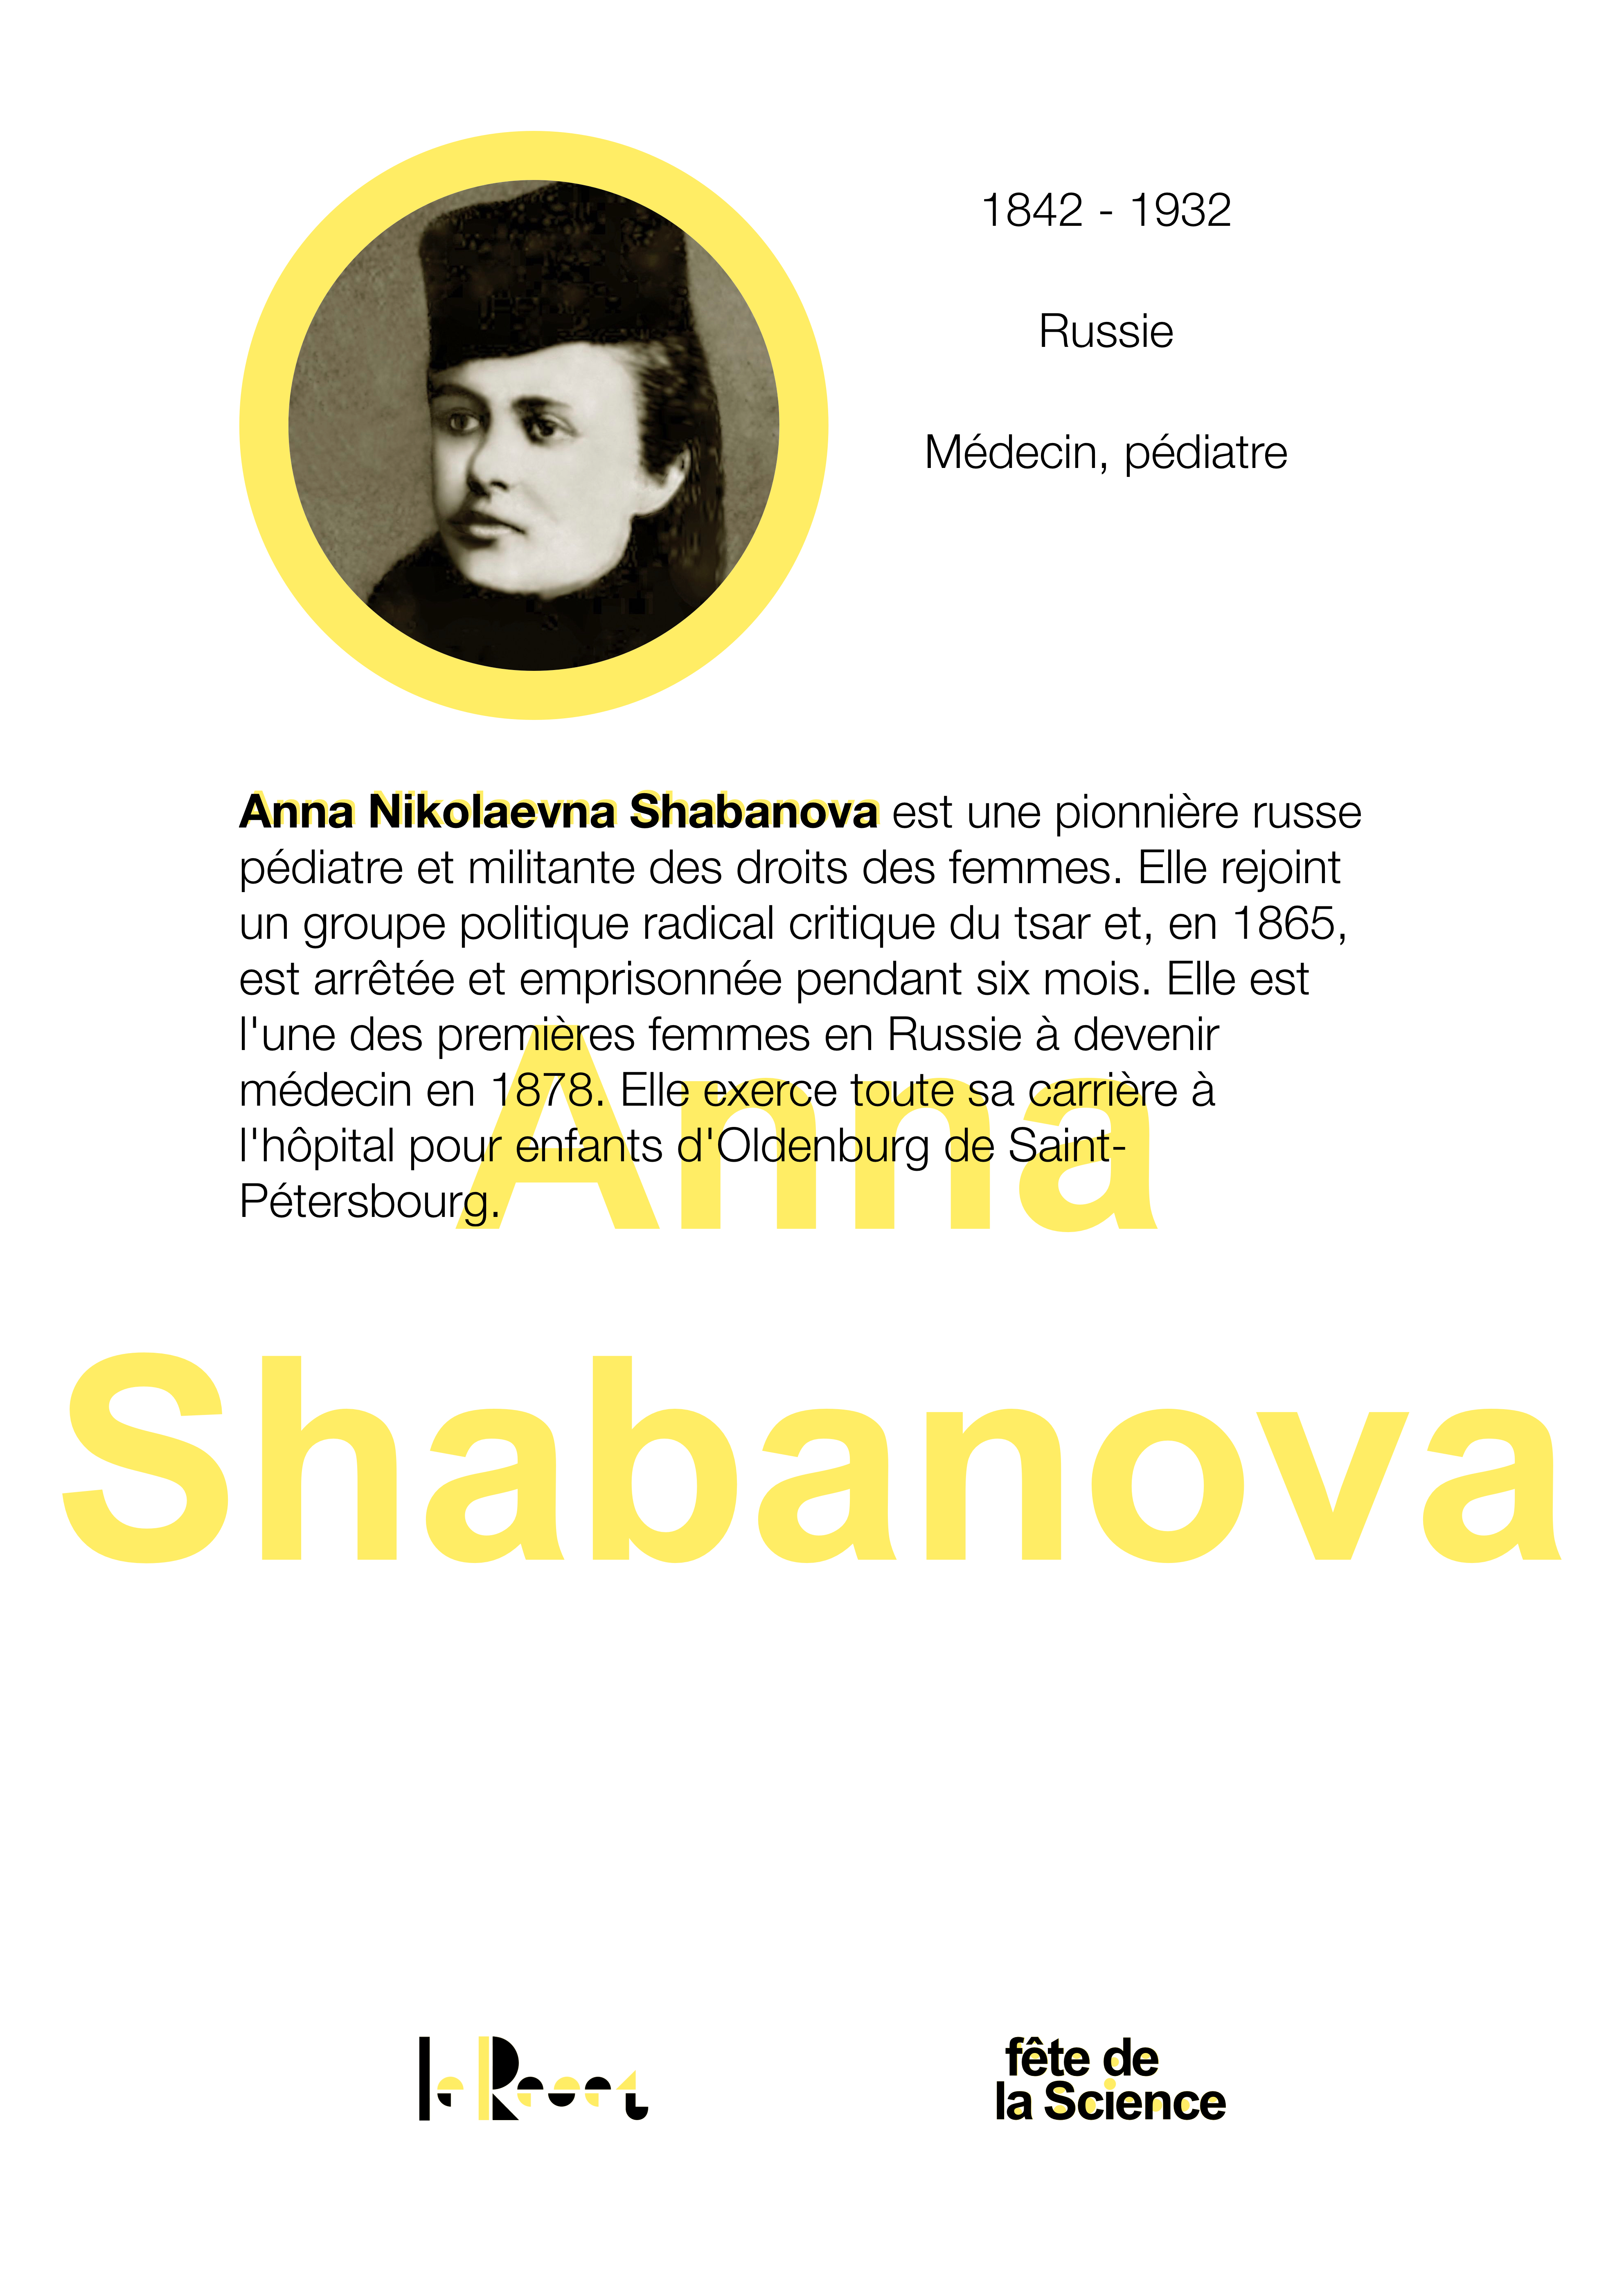 1842 - 1932
Russie
Médecin, pédiatre
Anna Nikolaevna Shabanova est une pionnière russe
pédiatre et militante des droits des femmes. Elle rejoint
un groupe politique radical critique du tsar et, en 1865,
est arrêtée et emprisonnée pendant six mois. Elle est
l'une des premières femmes en Russie à devenir
médecin en 1878. Elle exerce toute sa carrière à
l'hôpital pour enfants d'Oldenburg de Saint-
Pétersbourg.
Anna
Shabanova
le Reset
fête de
la Science